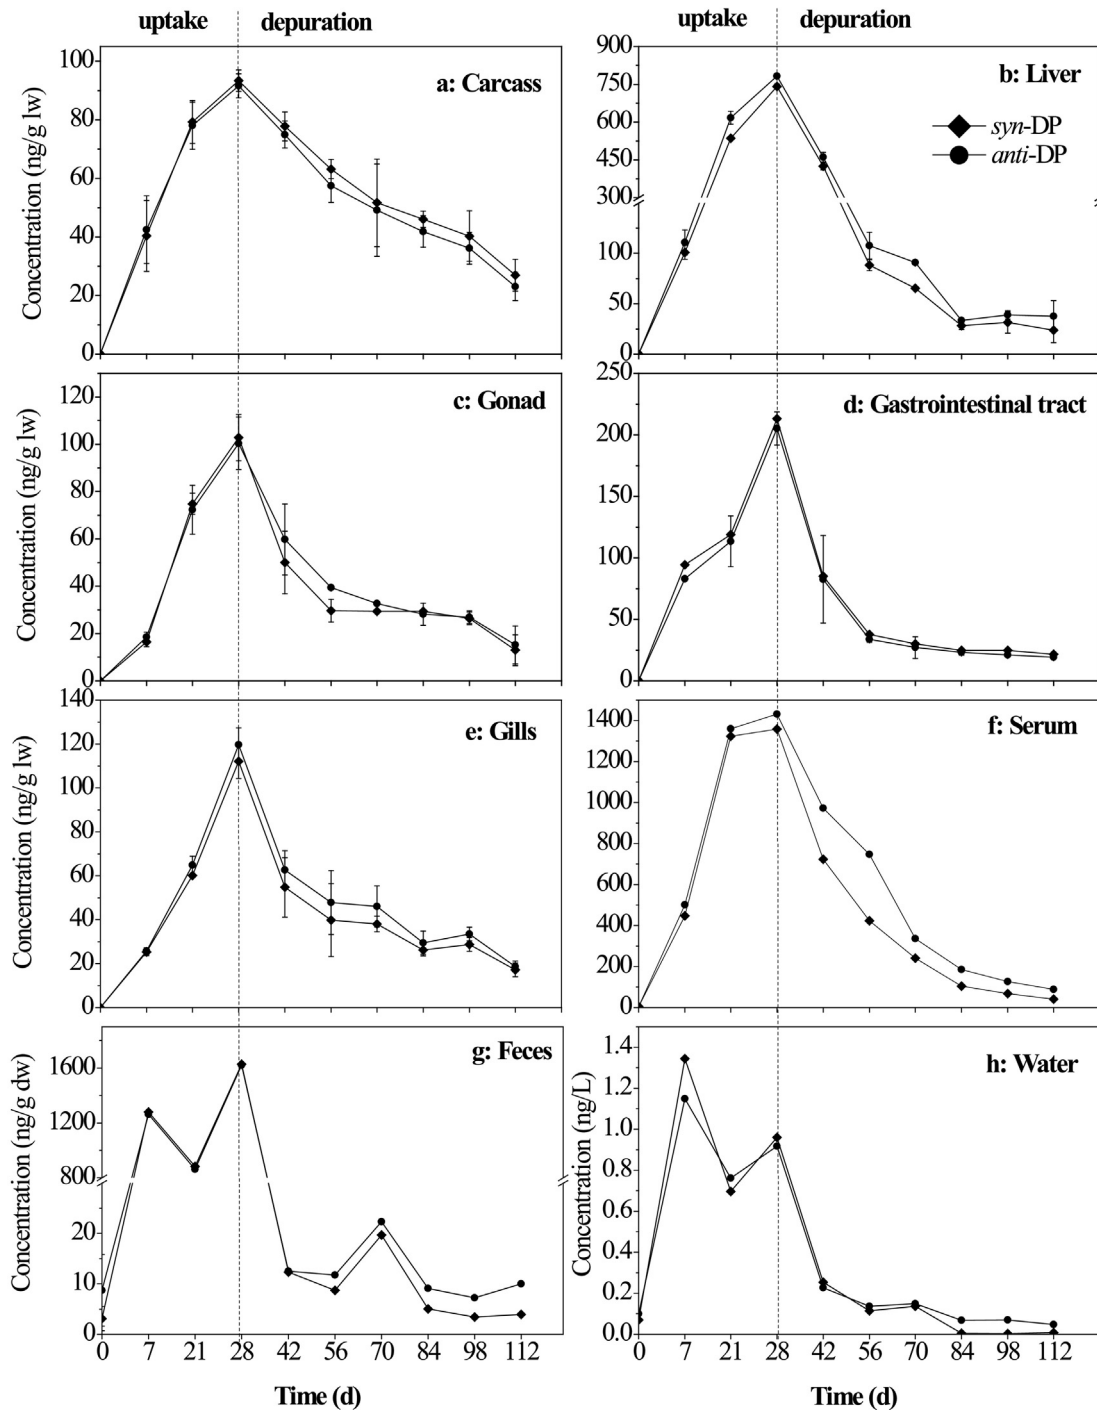 uptake depuration uptake depuration
a: Carcass
Concentration (ng/g lw)
100
80
60
40
20
0
b: Liver
syn-DP
anti-DP
900
750
600
450
300
100
50
0
c: Gonad
Concentration (ng/g lw)
120
100
80
60
40
20
0
d: Gastrointestinal tract
250
200
150
100
50
0
e: Gills
Concentration (ng/g lw)
140
120
100
80
60
40
20
0
f: Serum
1400
1200
1000
800
600
400
200
0
g: Feces
Concentration (ng/g dw)
1600
1200
800
20
10
0
0 7 21 28 42 56 70 84 98 112
Time (d)
h: Water
Concentration (ng/L)
1.4
1.2
1.0
0.8
0.6
0.4
0.2
0.0
0 7 21 28 42 56 70 84 98 112
Time (d)